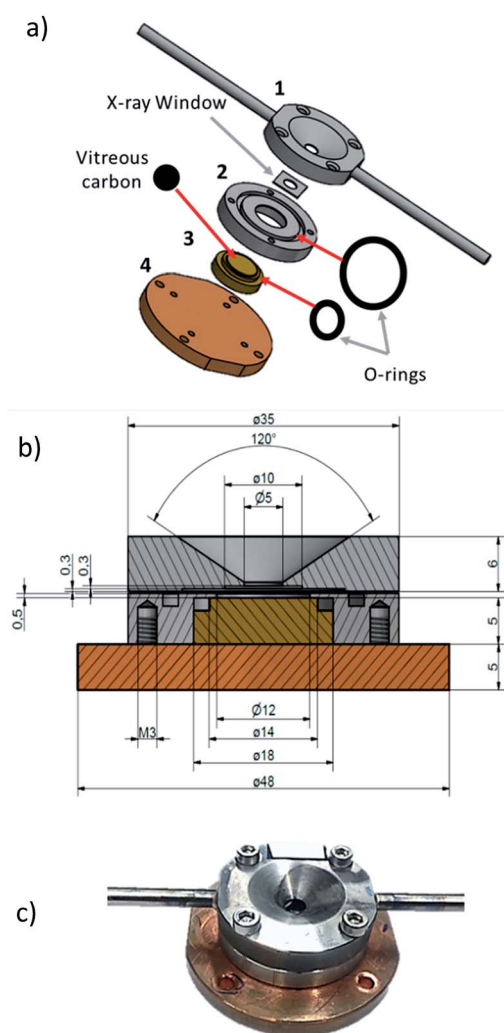 a)
1
X-ray Window
Vitreous
carbon
2
3
4
O-rings
b)
ø35
120°
ø10
Ø5
0,3
0,3
0,5
6
5
5
Ø12
M3
ø14
ø18
ø48
c)